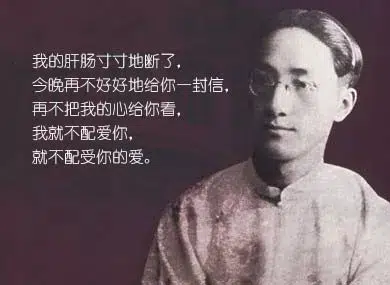 我的肝肠寸寸地断了，
今晚再不好好地给你一封信，
再不把我的心给你看，
我就不配爱你，
就不配受你的爱。